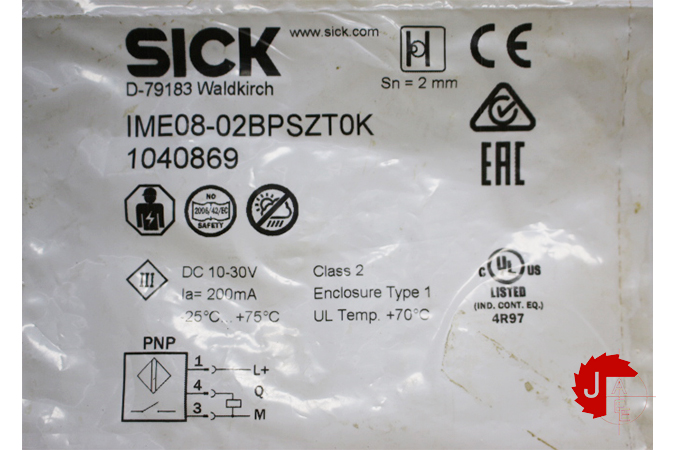 SICK
www.sick.com
D-79183 Waldkirch
Sn = 2 mm
CE
IME08-02BPSZT0K
1040869
EAC
NO
2006/42/EC
SAFETY
III
DC 10-30V
Class 2
Ia= 200mA
Enclosure Type 1
-25°C...+75°C
UL Temp. +70°C
C UL US
LISTED
(IND. CONT. EQ.)
4R97
PNP
1
L+
4
Q
3
M
J